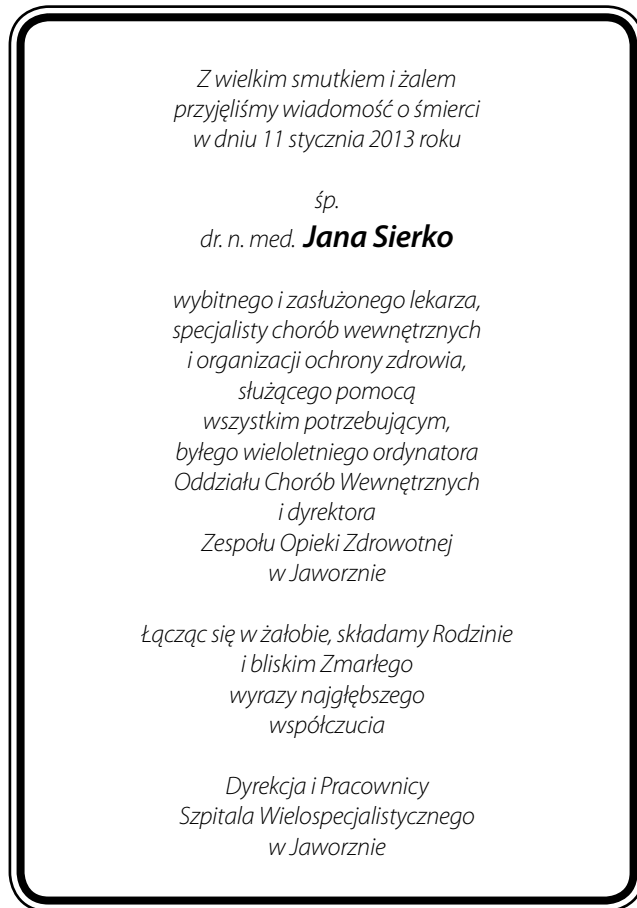 Z wielkim smutkiem i żalem
przyjęliśmy wiadomość o śmierci
w dniu 11 stycznia 2013 roku
śp.
dr. n. med. Jana Sierko
wybitnego i zasłużonego lekarza,
specjalisty chorób wewnętrznych
i organizacji ochrony zdrowia,
służącego pomocą
wszystkim potrzebującym,
byłego wieloletniego ordynatora
Oddziału Chorób Wewnętrznych
i dyrektora
Zespołu Opieki Zdrowotnej
w Jaworznie
Łącząc się w żałobie, składamy Rodzinie
i bliskim Zmarłego
wyrazy najgłębszego
współczucia
Dyrekcja i Pracownicy
Szpitala Wielospecjalistycznego
w Jaworznie